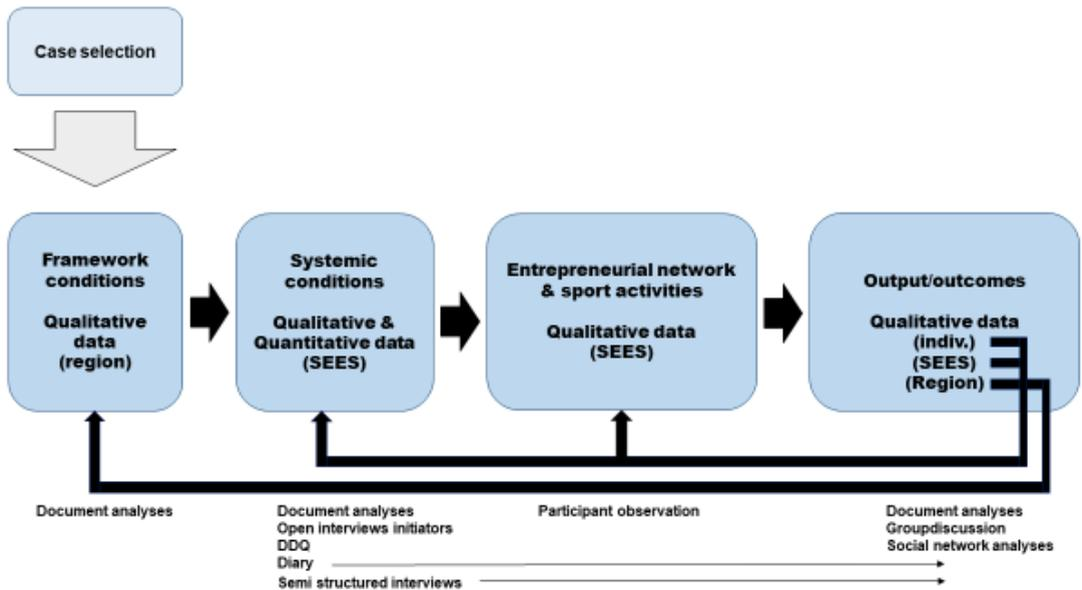 Case selection
Framework
conditions
Qualitative
data
(region)
Systemic
conditions
Qualitative &
Quantitative data
(SEES)
Entrepreneurial network
& sport activities
Qualitative data
(SEES)
Output/outcomes
Qualitative data
(indiv.)
(SEES)
(Region)
Document analyses
Document analyses
Open interviews initiators
DDQ
Diary
Semi structured interviews
Participant observation
Document analyses
Groupdiscussion
Social network analyses